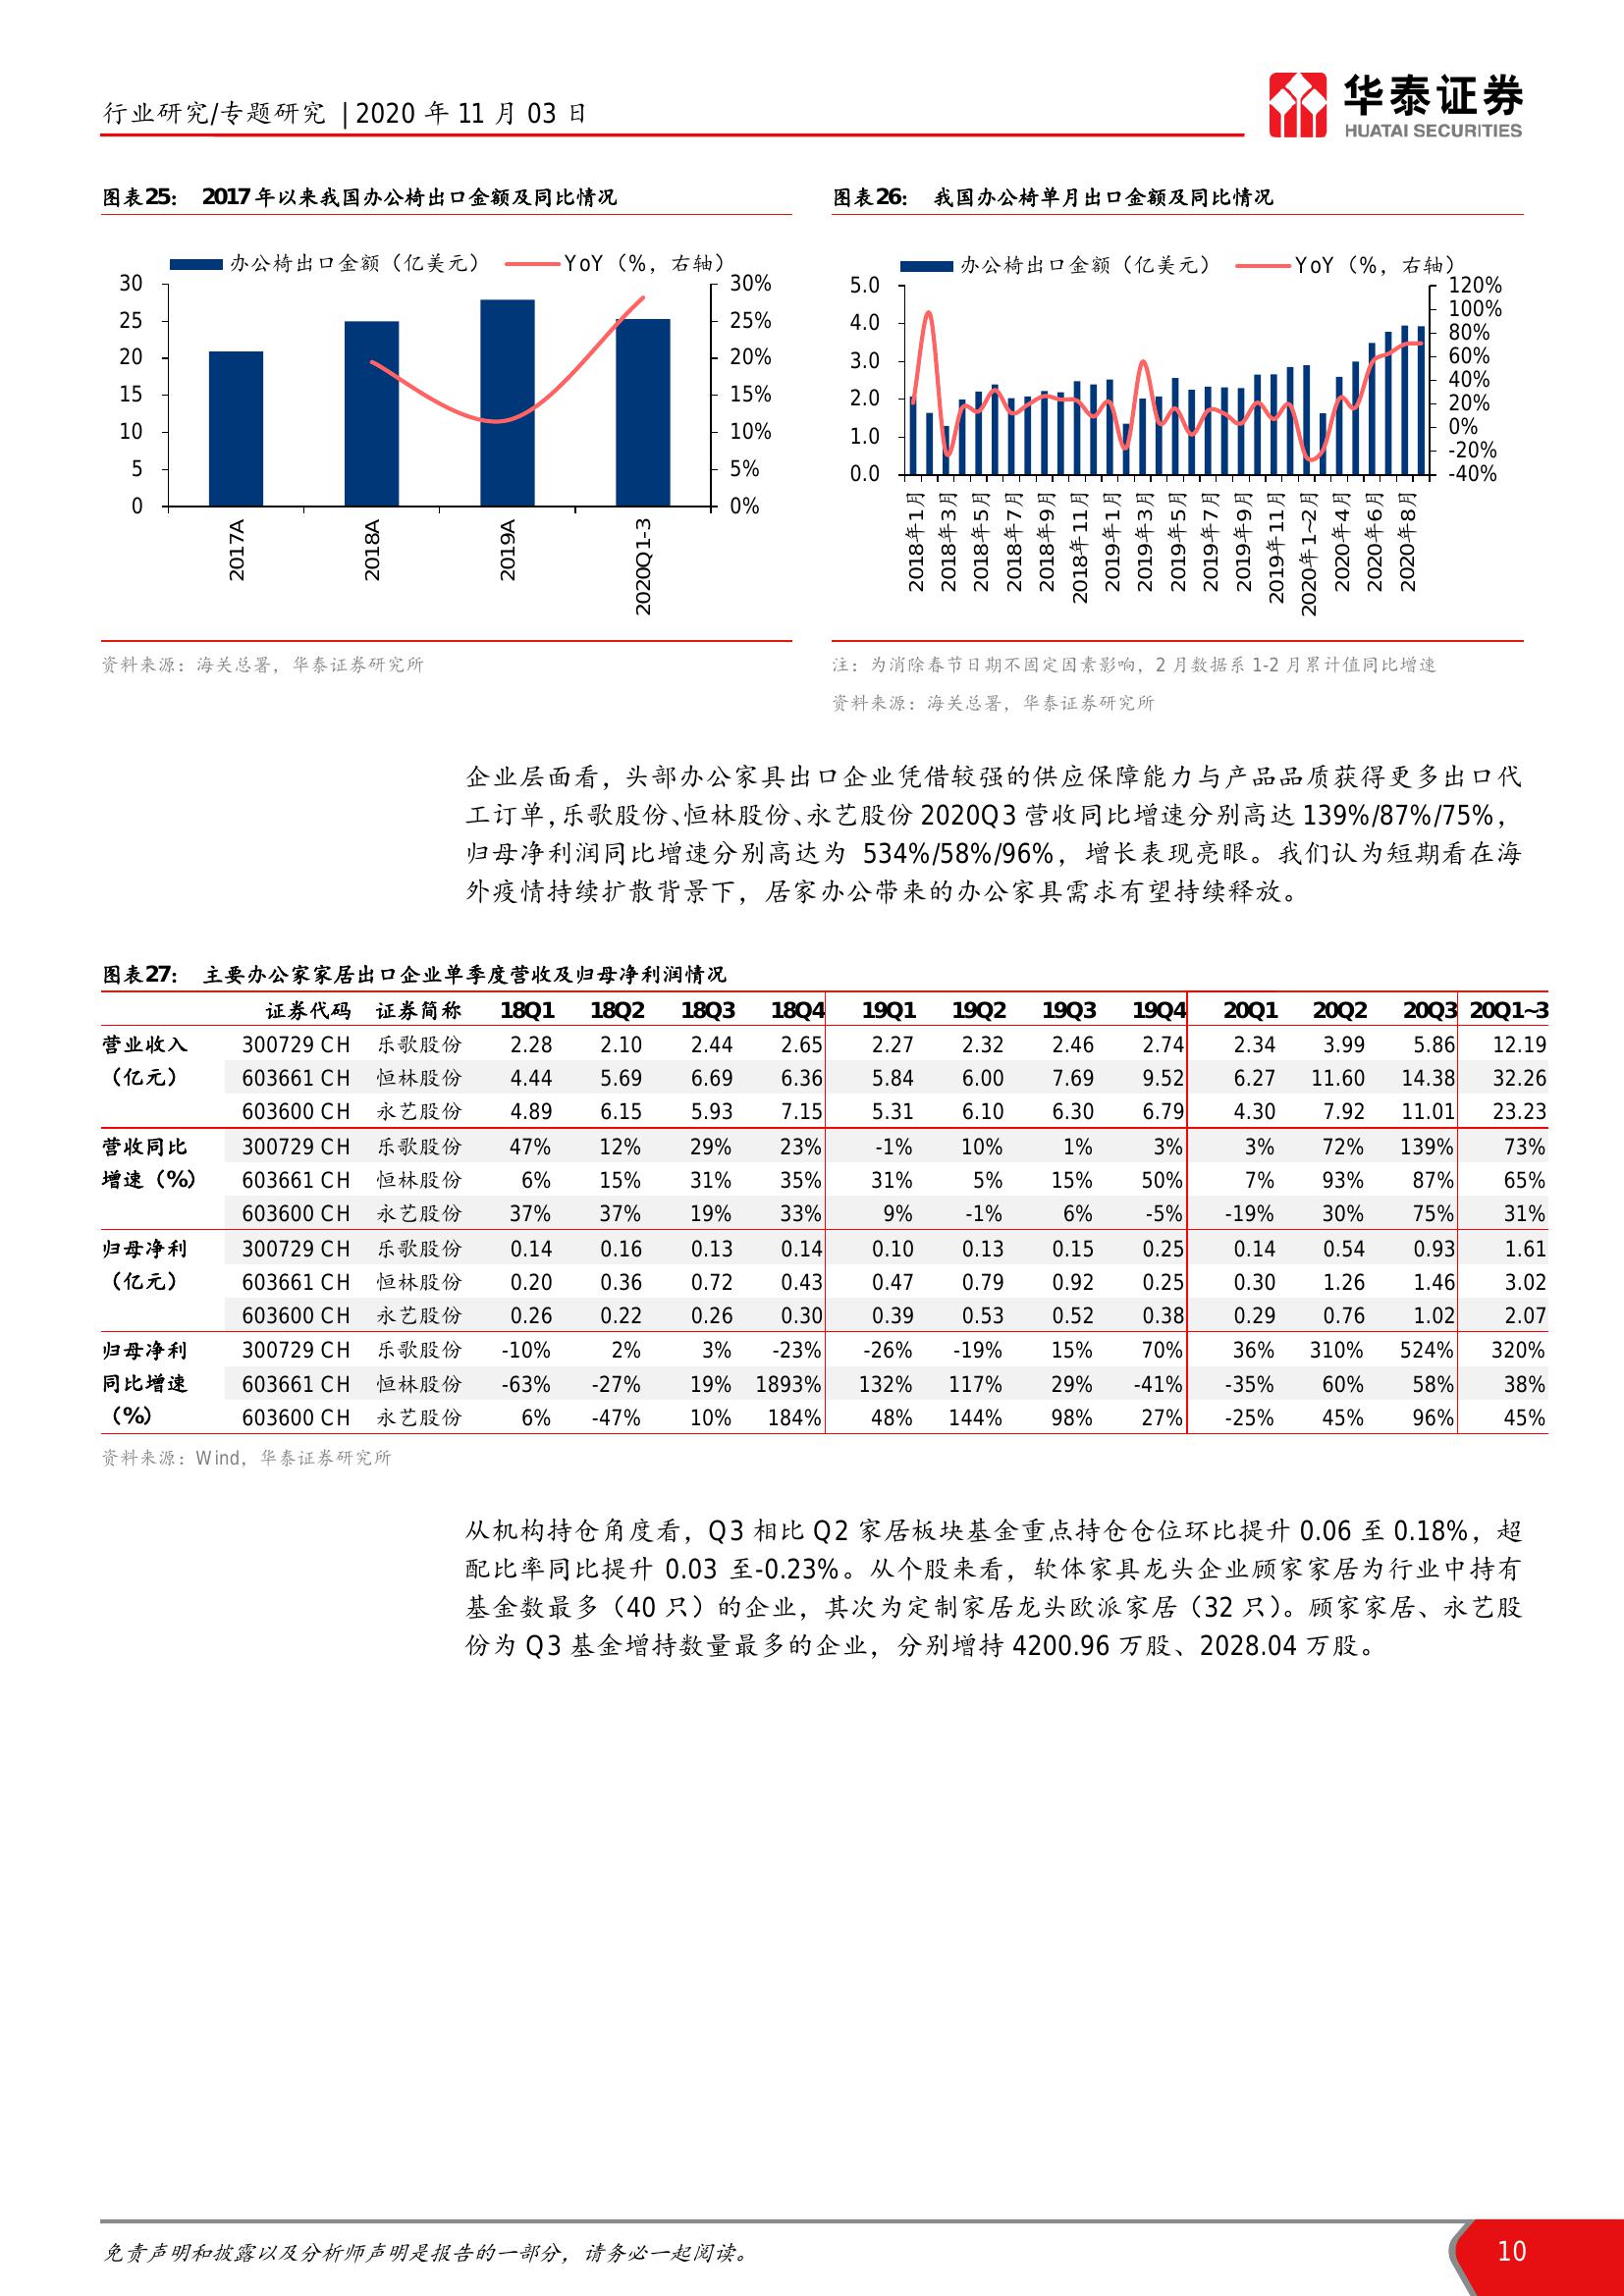 行业研究/专题研究 | 2020 年 11 月 03 日
华泰证券
HUATAI SECURITIES
图表25： 2017年以来我国办公椅出口金额及同比情况
办公椅出口金额（亿美元） YoY（%，右轴）
30 30%
25 25%
20 20%
15 15%
10 10%
5 5%
0 0%
2017A 2018A 2019A 2020Q1-3
资料来源：海关总署，华泰证券研究所
图表26： 我国办公椅单月出口金额及同比情况
办公椅出口金额（亿美元） YoY（%，右轴）
5.0 4.0 3.0 2.0 1.0 0.0
120% 100% 80% 60% 40% 20% 0% -20% -40%
2018年1月 2018年3月 2018年5月 2018年7月 2018年9月 2018年11月 2019年1月 2019年3月 2019年5月 2019年7月 2019年9月 2019年11月 2020年1~2月 2020年4月 2020年6月 2020年8月
注：为消除春节日期不固定因素影响，2 月数据系 1-2 月累计值同比增速
资料来源：海关总署，华泰证券研究所
企业层面看，头部办公家具出口企业凭借较强的供应保障能力与产品品质获得更多出口代
工订单，乐歌股份、恒林股份、永艺股份 2020Q3 营收同比增速分别高达 139%/87%/75%，
归母净利润同比增速分别高达为 534%/58%/96%，增长表现亮眼。我们认为短期看在海
外疫情持续扩散背景下，居家办公带来的办公家具需求有望持续释放。
图表27： 主要办公家家居出口企业单季度营收及归母净利润情况
证券代码 证券简称 18Q1 18Q2 18Q3 18Q4 19Q1 19Q2 19Q3 19Q4 20Q1 20Q2 20Q3 20Q1~3
营业收入 300729 CH 乐歌股份 2.28 2.10 2.44 2.65 2.27 2.32 2.46 2.74 2.34 3.99 5.86 12.19
（亿元） 603661 CH 恒林股份 4.44 5.69 6.69 6.36 5.84 6.00 7.69 9.52 6.27 11.60 14.38 32.26
603600 CH 永艺股份 4.89 6.15 5.93 7.15 5.31 6.10 6.30 6.79 4.30 7.92 11.01 23.23
营收同比 300729 CH 乐歌股份 47% 12% 29% 23% -1% 10% 1% 3% 3% 72% 139% 73%
增速（%） 603661 CH 恒林股份 6% 15% 31% 35% 31% 5% 15% 50% 7% 93% 87% 65%
603600 CH 永艺股份 37% 37% 19% 33% 9% -1% 6% -5% -19% 30% 75% 31%
归母净利 300729 CH 乐歌股份 0.14 0.16 0.13 0.14 0.10 0.13 0.15 0.25 0.14 0.54 0.93 1.61
（亿元） 603661 CH 恒林股份 0.20 0.36 0.72 0.43 0.47 0.79 0.92 0.25 0.30 1.26 1.46 3.02
603600 CH 永艺股份 0.26 0.22 0.26 0.30 0.39 0.53 0.52 0.38 0.29 0.76 1.02 2.07
归母净利 300729 CH 乐歌股份 -10% 2% 3% -23% -26% -19% 15% 70% 36% 310% 524% 320%
同比增速 603661 CH 恒林股份 -63% -27% 19% 1893% 132% 117% 29% -41% -35% 60% 58% 38%
（%） 603600 CH 永艺股份 6% -47% 10% 184% 48% 144% 98% 27% -25% 45% 96% 45%
资料来源：Wind，华泰证券研究所
从机构持仓角度看，Q3 相比 Q2 家居板块基金重点持仓仓位环比提升 0.06 至 0.18%，超
配比率同比提升 0.03 至-0.23%。从个股来看，软体家具龙头企业顾家家居为行业中持有
基金数最多（40 只）的企业，其次为定制家居龙头欧派家居（32 只）。顾家家居、永艺股
份为 Q3 基金增持数量最多的企业，分别增持 4200.96 万股、2028.04 万股。
免责声明和披露以及分析师声明是报告的一部分，请务必一起阅读。
10